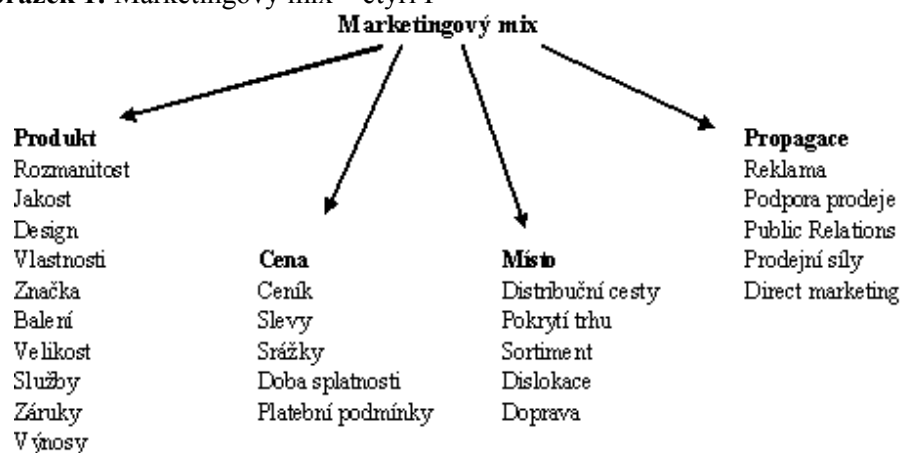 Marketingový mix
Produkt
Rozmanitost
Jakost
Design
Vlastnosti
Značka
Balení
Velikost
Služby
Záruky
Výnosy
Cena
Ceník
Slevy
Srážky
Doba splatnosti
Platební podmínky
Místo
Distribuční cesty
Pokrytí trhu
Sortiment
Dislokace
Doprava
Propagace
Reklama
Podpora prodeje
Public Relations
Prodejní síly
Direct marketing